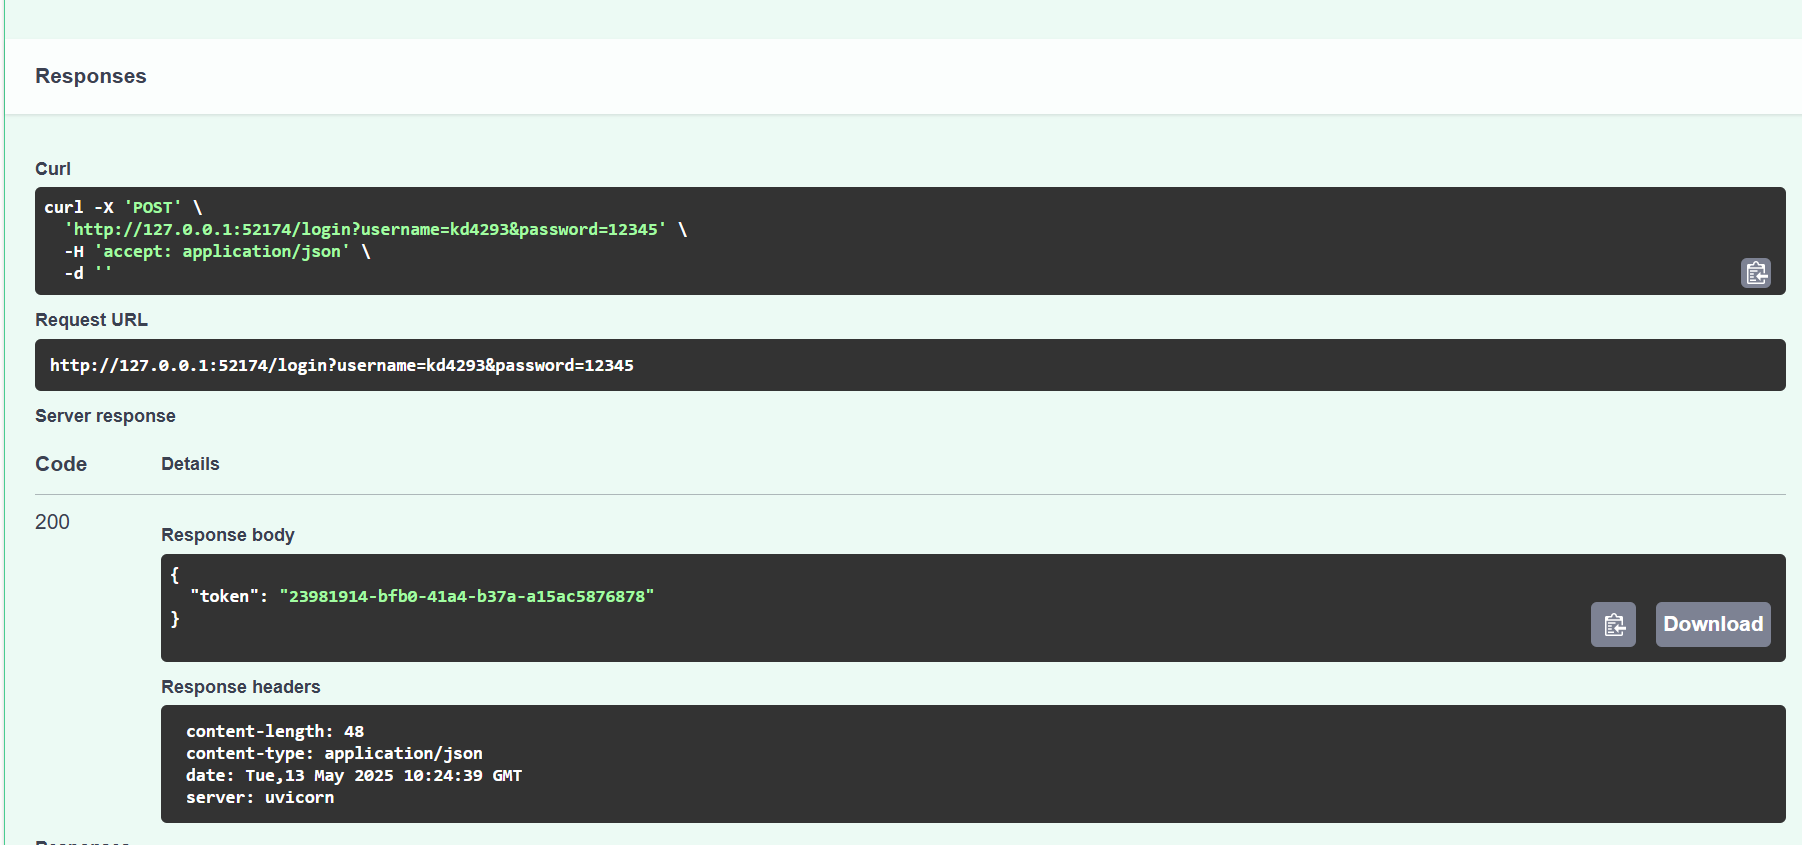 Responses
Curl
curl -X 'POST' \
  'http://127.0.0.1:52174/login?username=kd4293&password=12345' \
  -H 'accept: application/json' \
  -d ''
Request URL
http://127.0.0.1:52174/login?username=kd4293&password=12345
Server response
Code Details
200
Response body
{
  "token": "23981914-bfb0-41a4-b37a-a15ac5876878"
}
Download
Response headers
content-length: 48
content-type: application/json
date: Tue,13 May 2025 10:24:39 GMT
server: uvicorn
Responses